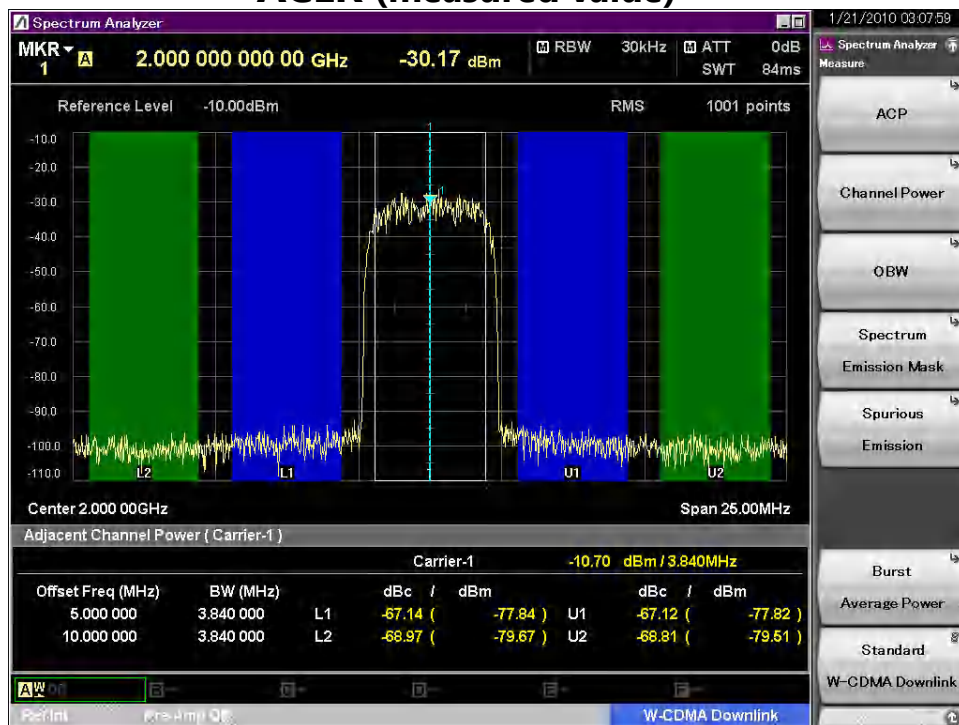 ACLR (measured value)
Spectrum Analyzer
1/21/2010 03:07:59
MKR 1 A 2.000 000 000 00 GHz -30.17 dBm
M RBW 30kHz M ATT 0dB
SWT 84ms
Reference Level -10.00dBm RMS 1001 points
1
1
-10.0
-20.0
-30.0
-40.0
-50.0
-60.0
-70.0
-80.0
-90.0
-100.0
-110.0
L2 L1 U1 U2
Center 2.000 00GHz Span 25.00MHz
Adjacent Channel Power ( Carrier-1 )
Carrier-1 -10.70 dBm / 3.840MHz
Offset Freq (MHz) BW (MHz) dBc / dBm dBc / dBm
5.000 000 3.840 000 L1 -67.14 ( -77.84 ) U1 -67.12 ( -77.82 )
10.000 000 3.840 000 L2 -68.97 ( -79.67 ) U2 -68.81 ( -79.51 )
Ref.Int Pre-Amp Off W-CDMA Downlink
Spectrum Analyzer
Measure
ACP
Channel Power
OBW
Spectrum
Emission Mask
Spurious
Emission
Burst
Average Power
Standard
W-CDMA Downlink